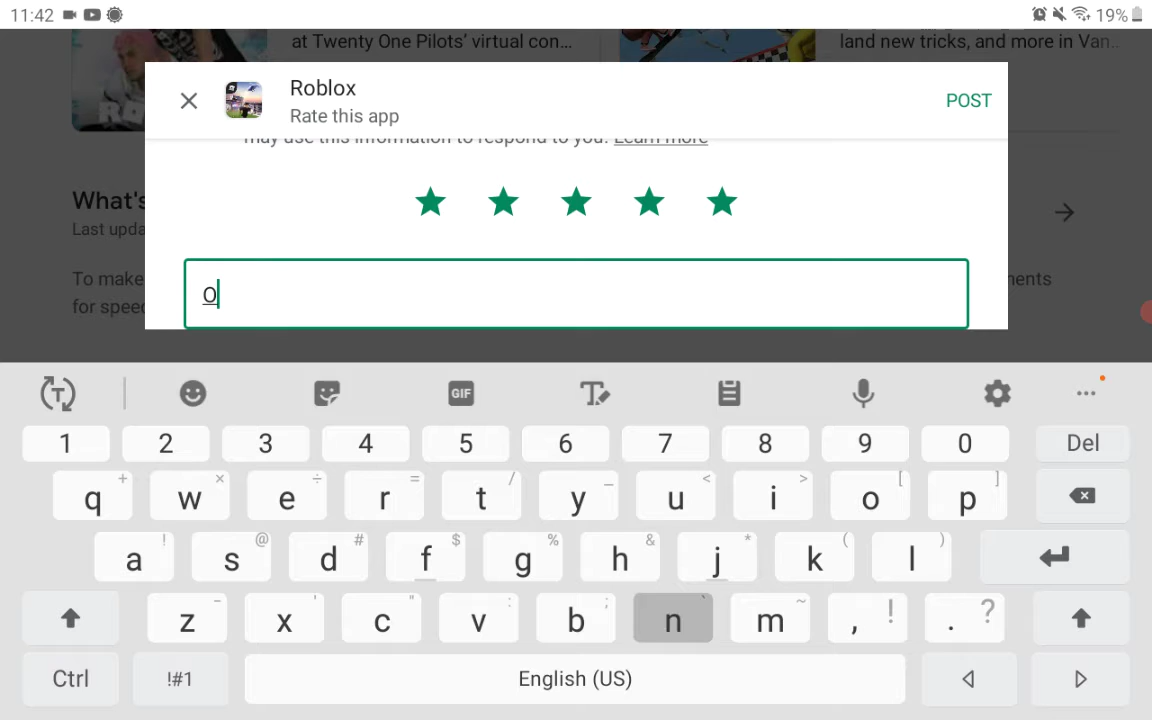 11:42
19%
at Twenty One Pilots' virtual con...
land new tricks, and more in Van..
Roblox
Rate this app
POST
may use this information to respond to you. Learn more
What's
Last upda
To make
ments
for speed
O
GIF
1 2 3 4 5 6 7 8 9 0 Del
q + w × e ÷ r = t / y _ u < i > o [ p ]
a ! s @ d # f $ g % h & j * k ( l )
z - x ' c " v : b ; n ` m ~ , ! . ?
Ctrl !#1 English (US)